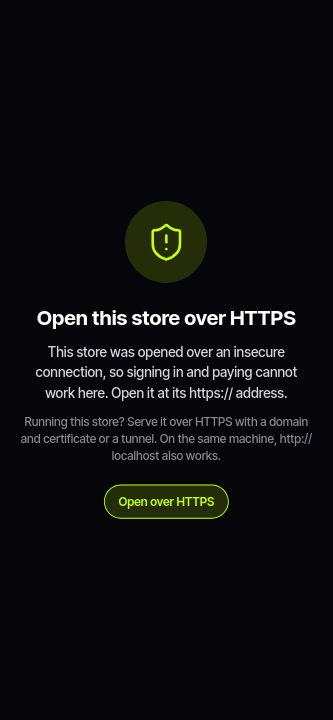 Open this store over HTTPS
This store was opened over an insecure
connection, so signing in and paying cannot
work here. Open it at its https:// address.
Running this store? Serve it over HTTPS with a domain
and certificate or a tunnel. On the same machine, http://
localhost also works.
Open over HTTPS